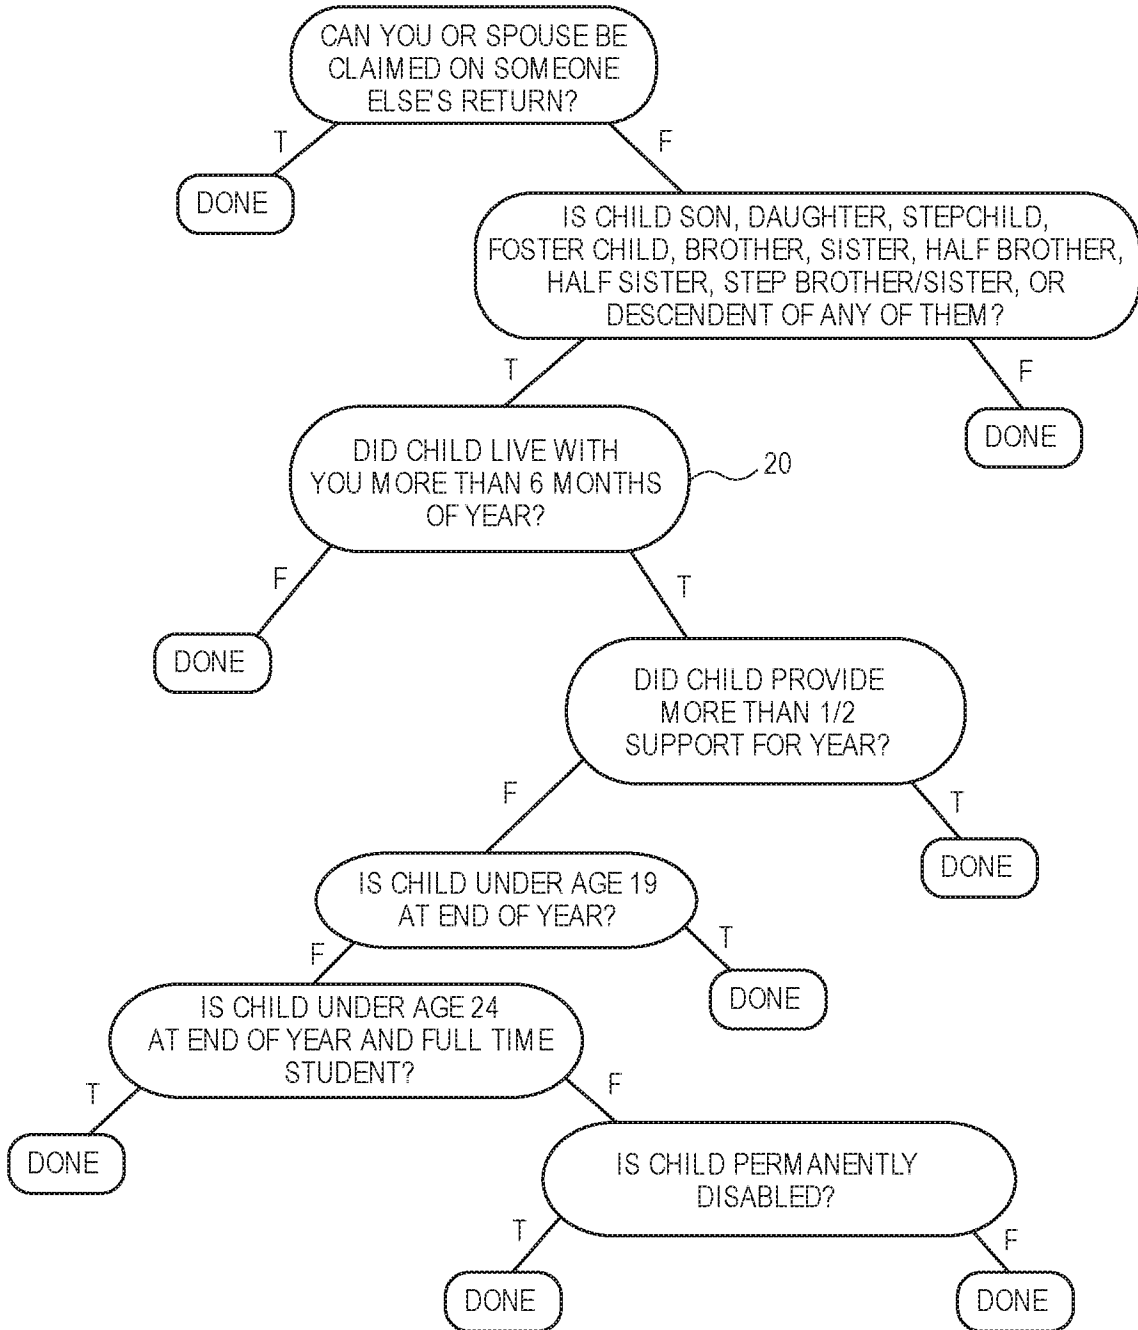 CAN YOU OR SPOUSE BE
CLAIMED ON SOMEONE
ELSE'S RETURN?
T
F
DONE
IS CHILD SON, DAUGHTER, STEPCHILD,
FOSTER CHILD, BROTHER, SISTER, HALF BROTHER,
HALF SISTER, STEP BROTHER/SISTER, OR
DESCENDENT OF ANY OF THEM?
T
F
DONE
DID CHILD LIVE WITH
YOU MORE THAN 6 MONTHS
OF YEAR?
20
F
T
DONE
DID CHILD PROVIDE
MORE THAN 1/2
SUPPORT FOR YEAR?
F
T
DONE
IS CHILD UNDER AGE 19
AT END OF YEAR?
F
T
DONE
IS CHILD UNDER AGE 24
AT END OF YEAR AND FULL TIME
STUDENT?
T
F
DONE
IS CHILD PERMANENTLY
DISABLED?
T
F
DONE
DONE